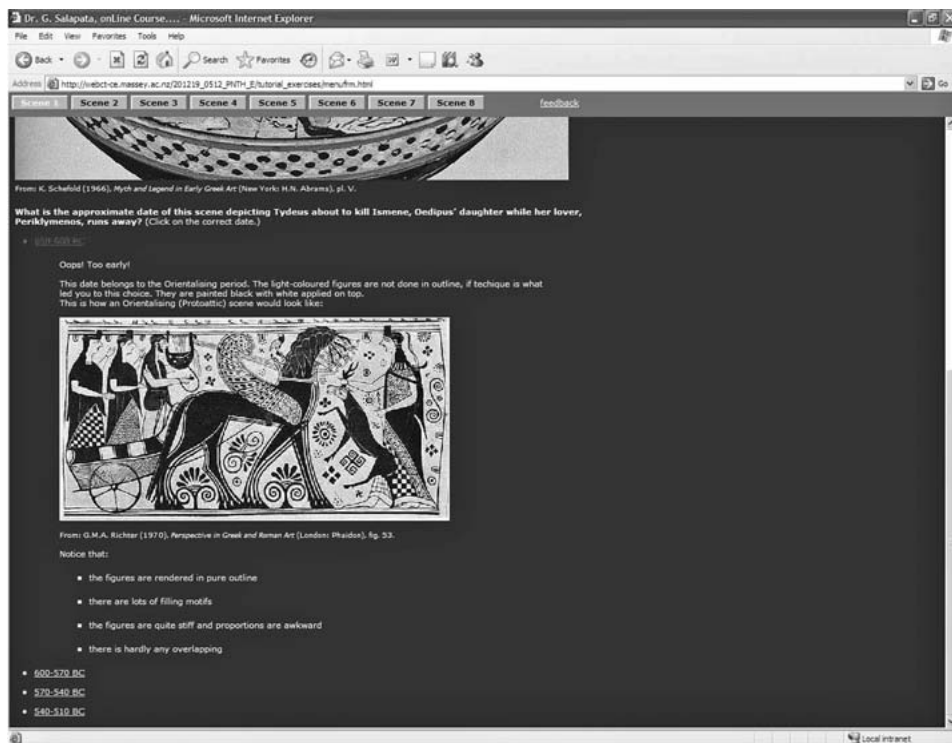 Dr. G. Salapata, onLine Course.... - Microsoft Internet Explorer
File Edit View Favorites Tools Help
Back Search Favorites
Address http://webct-ce.massey.ac.nz/201219_0512_PNTH_E/tutorial_exercises/menu/fm.html Go
Scene 1 Scene 2 Scene 3 Scene 4 Scene 5 Scene 6 Scene 7 Scene 8 feedback
From: K. Schefold (1966), Myth and Legend in Early Greek Art (New York: H.N. Abrams), pl. V.
What is the approximate date of this scene depicting Tydeus about to kill Ismene, Oedipus' daughter while her lover,
Periklymenos, runs away? (Click on the correct date.)
Oops! Too early!
This date belongs to the Orientalising period. The light-coloured figures are not done in outline, if techique is what
led you to this choice. They are painted black with white applied on top.
This is how an Orientalising (Protoattic) scene would look like:
From: G.M.A. Richter (1970), Perspective in Greek and Roman Art (London: Phaidon), fig. 53.
Notice that:
the figures are rendered in pure outline
there are lots of filling motifs
the figures are quite stiff and proportions are awkward
there is hardly any overlapping
600-570 BC
570-540 BC
540-510 BC
Local intranet